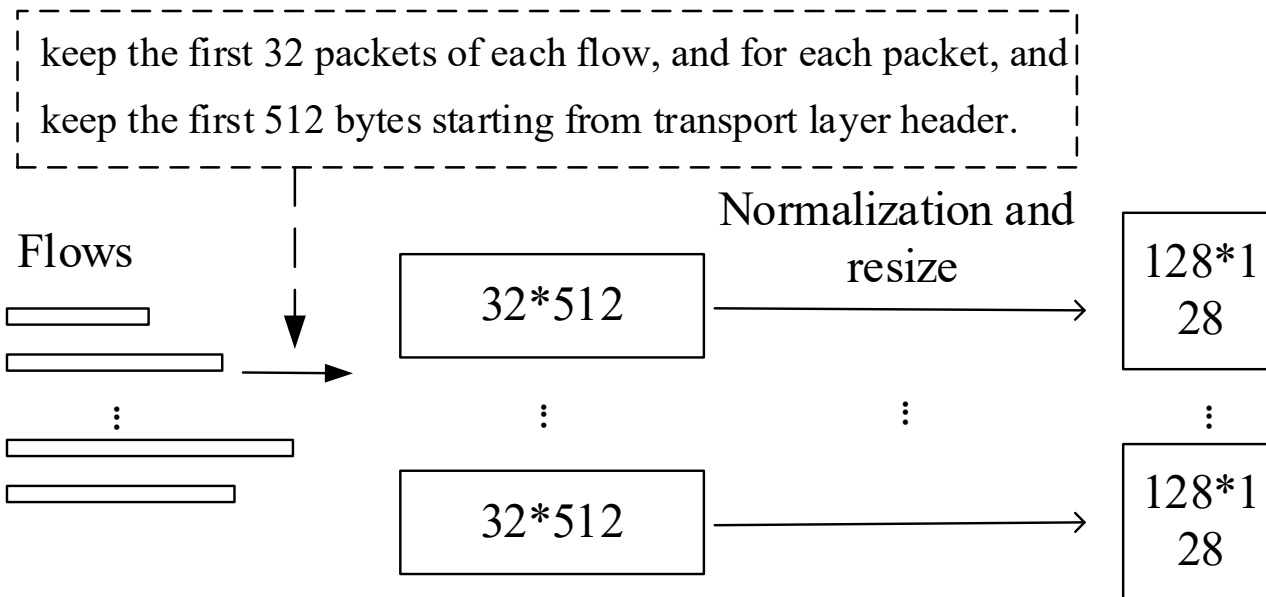 keep the first 32 packets of each flow, and for each packet, and
keep the first 512 bytes starting from transport layer header.
Flows
32*512
Normalization and
resize
128*1
28
...
...
...
...
32*512
128*1
28